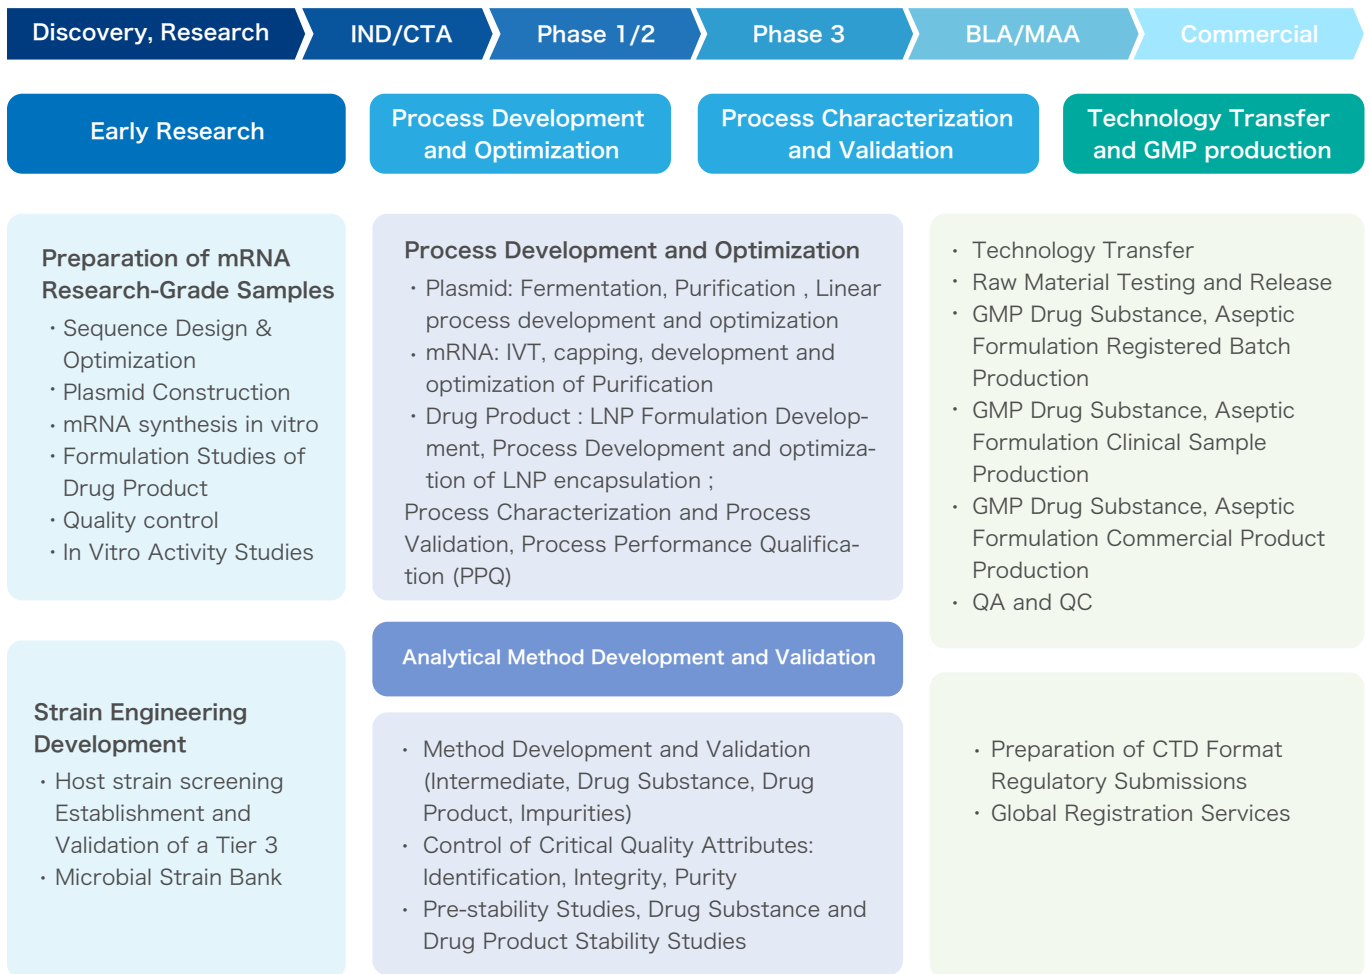 Discovery, Research
IND/CTA
Phase 1/2
Phase 3
BLA/MAA
Commercial
Early Research
Process Development
and Optimization
Process Characterization
and Validation
Technology Transfer
and GMP production
Preparation of mRNA
Research-Grade Samples
· Sequence Design &
Optimization
· Plasmid Construction
· mRNA synthesis in vitro
· Formulation Studies of
Drug Product
· Quality control
· In Vitro Activity Studies
Strain Engineering
Development
· Host strain screening
Establishment and
Validation of a Tier 3
· Microbial Strain Bank
Process Development and Optimization
· Plasmid: Fermentation, Purification , Linear
process development and optimization
· mRNA: IVT, capping, development and
optimization of Purification
· Drug Product : LNP Formulation Develop-
ment, Process Development and optimiza-
tion of LNP encapsulation ;
Process Characterization and Process
Validation, Process Performance Qualifica-
tion (PPQ)
Analytical Method Development and Validation
· Method Development and Validation
(Intermediate, Drug Substance, Drug
Product, Impurities)
· Control of Critical Quality Attributes:
Identification, Integrity, Purity
· Pre-stability Studies, Drug Substance and
Drug Product Stability Studies
· Technology Transfer
· Raw Material Testing and Release
· GMP Drug Substance, Aseptic
Formulation Registered Batch
Production
· GMP Drug Substance, Aseptic
Formulation Clinical Sample
Production
· GMP Drug Substance, Aseptic
Formulation Commercial Product
Production
· QA and QC
· Preparation of CTD Format
Regulatory Submissions
· Global Registration Services